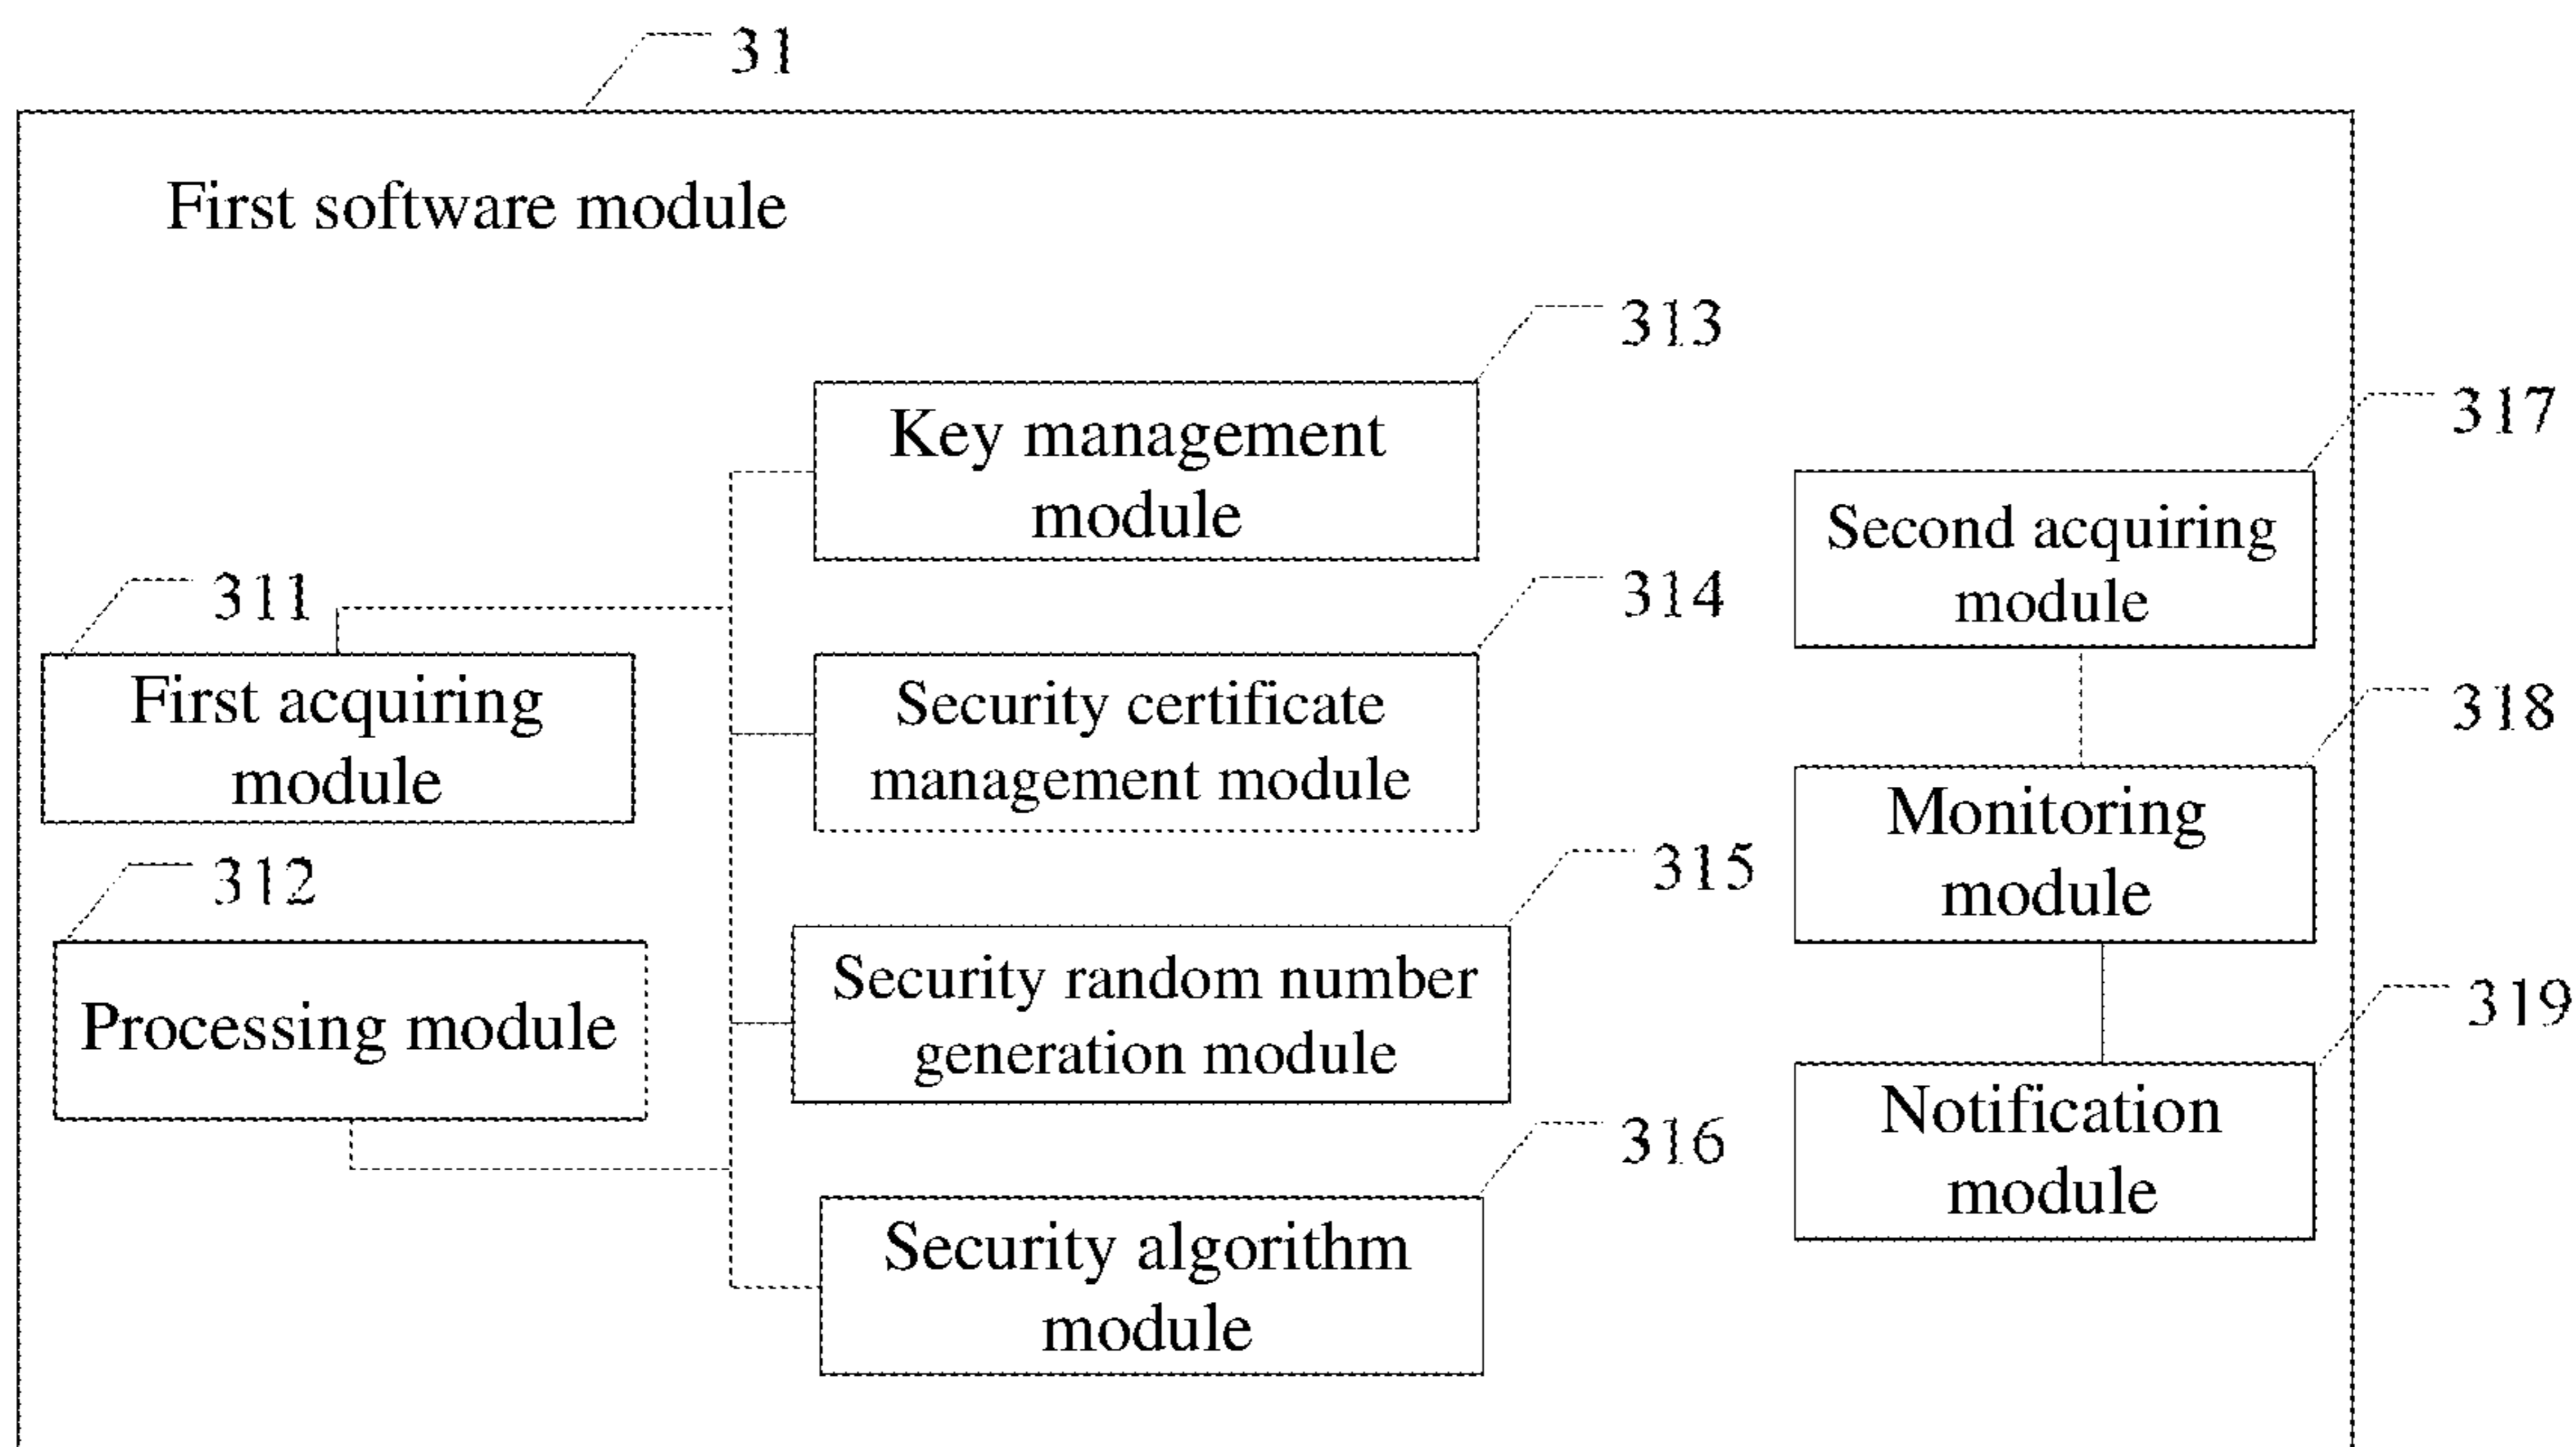 31
First software module
313
Key management
module
317
Second acquiring
module
311
First acquiring
module
314
Security certificate
management module
318
Monitoring
module
312
Processing module
315
Security random number
generation module
319
Notification
module
316
Security algorithm
module